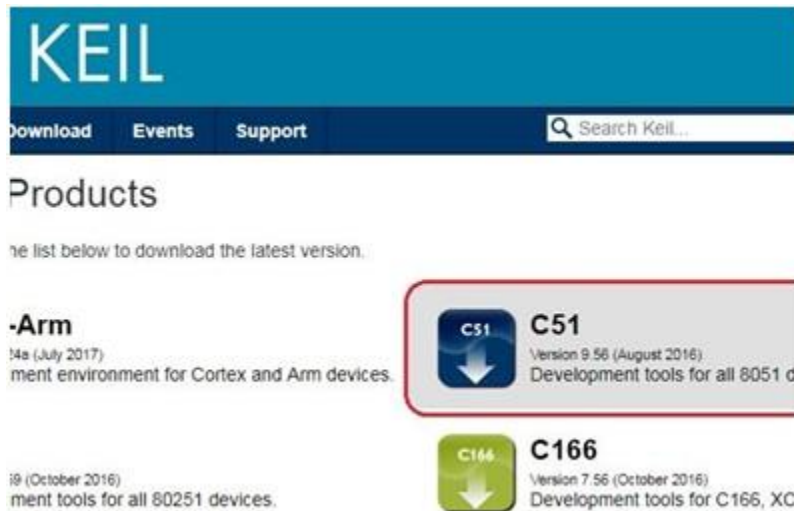 KEIL
Download Events Support Search Keil...
Products
he list below to download the latest version.
-Arm
24a (July 2017)
ment environment for Cortex and Arm devices.
C51
C51
Version 9.56 (August 2016)
Development tools for all 8051 d
59 (October 2016)
ment tools for all 80251 devices.
C166
C166
Version 7.56 (October 2016)
Development tools for C166, XC